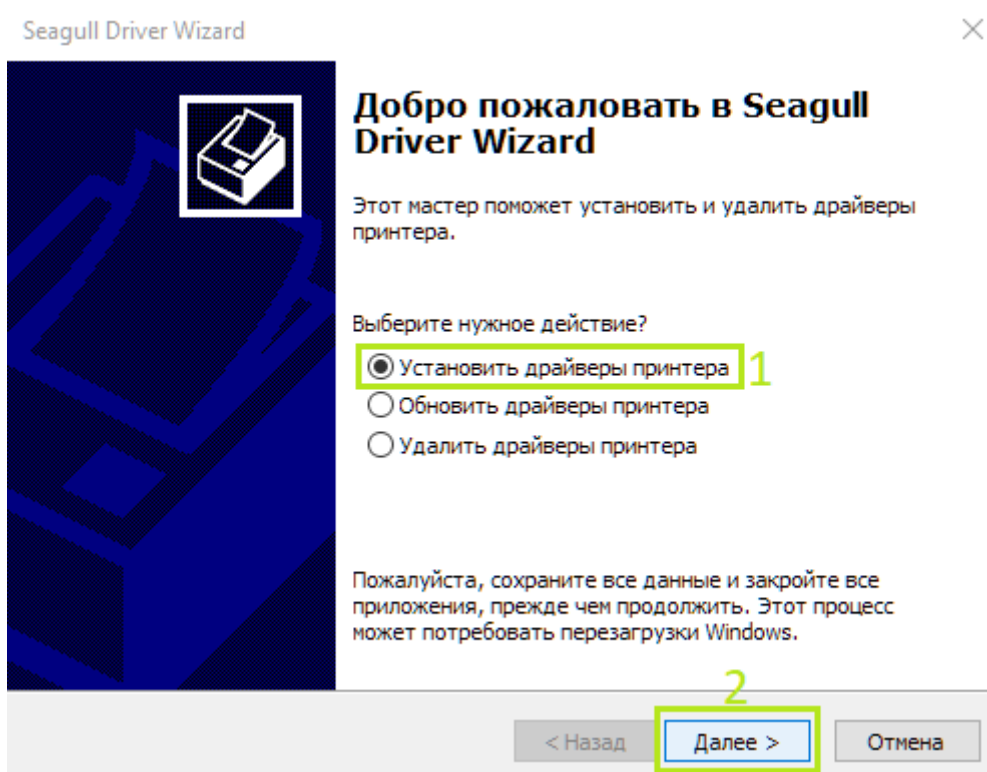 Seagull Driver Wizard
Добро пожаловать в Seagull
Driver Wizard
Этот мастер поможет установить и удалить драйверы
принтера.
Выберите нужное действие?
Установить драйверы принтера 1
Обновить драйверы принтера
Удалить драйверы принтера
Пожалуйста, сохраните все данные и закройте все
приложения, прежде чем продолжить. Этот процесс
может потребовать перезагрузки Windows.
2
< Назад Далее > Отмена